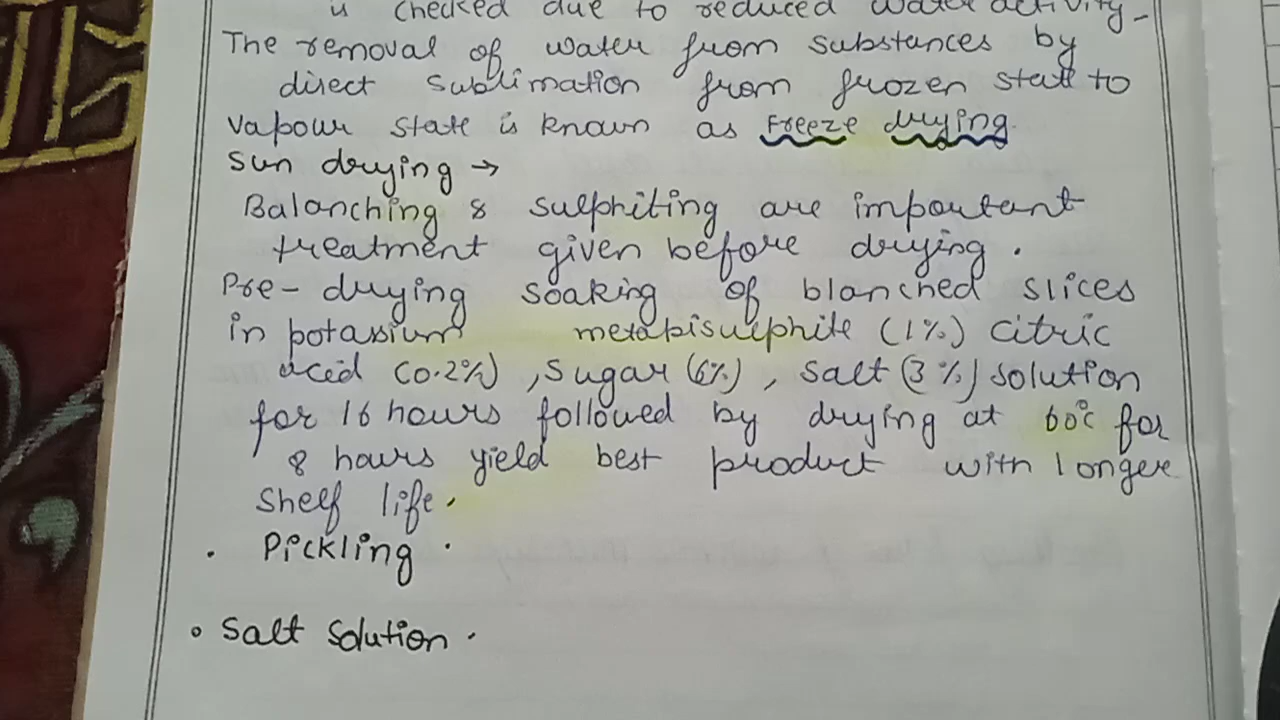 is checked due to reduced water activity-
The removal of water from substances by
direct sublimation from frozen state to
vapour state is known as Freeze drying.
Sun drying →
Balanching & sulphiting are important
treatment given before drying.
Pre-drying soaking of blanched slices
in potassium metabisulphite (1%) citric
acid (0.2%), sugar (6%), salt (3%) solution
for 16 hours followed by drying at 60°c for
8 hours yield best product with longer
shelf life.
• Pickling.
• Salt Solution.